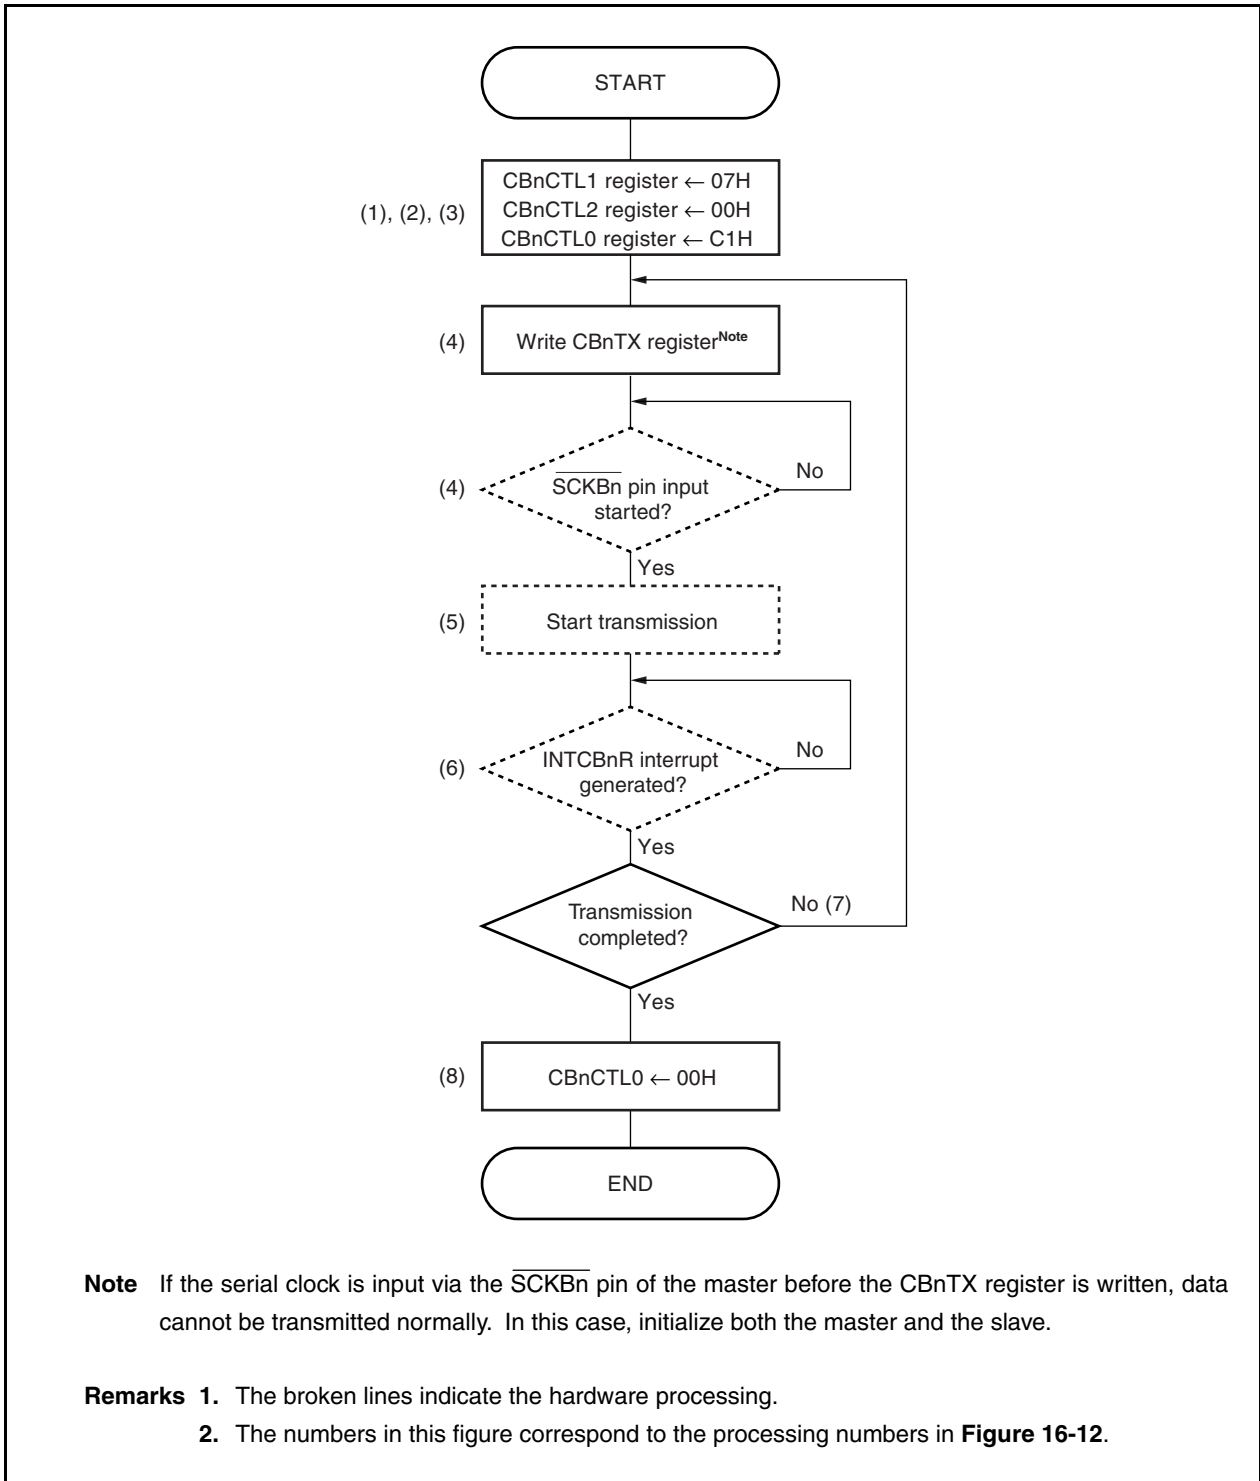 START
CBnCTL1 register ← 07H
(1), (2), (3)
CBnCTL2 register ← 00H
CBnCTL0 register ← C1H
(4)
Write CBnTX registerNote
(4)
SCKBn pin input
started?
No
Yes
(5)
Start transmission
(6)
INTCBnR interrupt
generated?
No
Yes
Transmission
completed?
No (7)
Yes
(8)
CBnCTL0 ← 00H
END
Note If the serial clock is input via the SCKBn pin of the master before the CBnTX register is written, data
cannot be transmitted normally. In this case, initialize both the master and the slave.
Remarks 1. The broken lines indicate the hardware processing.
2. The numbers in this figure correspond to the processing numbers in Figure 16-12.